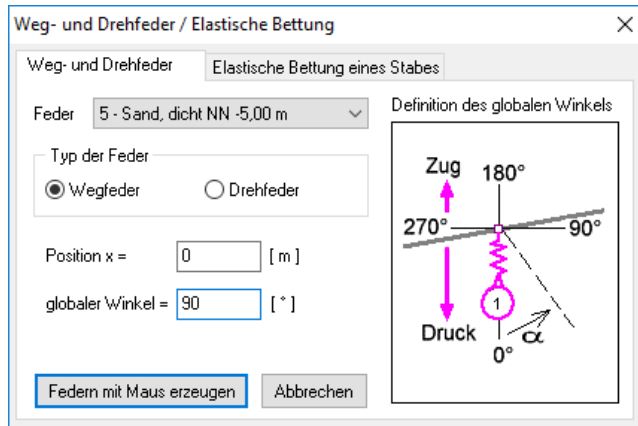 Weg- und Drehfeder / Elastische Bettung
Weg- und Drehfeder
Elastische Bettung eines Stabes
Feder
5 - Sand, dicht NN -5,00 m
Definition des globalen Winkels
Typ der Feder
Wegfeder
Drehfeder
Position x =
0
[ m ]
globaler Winkel =
90
[ ° ]
Federn mit Maus erzeugen
Abbrechen
Zug
180°
270°
90°
1
Druck
α
0°